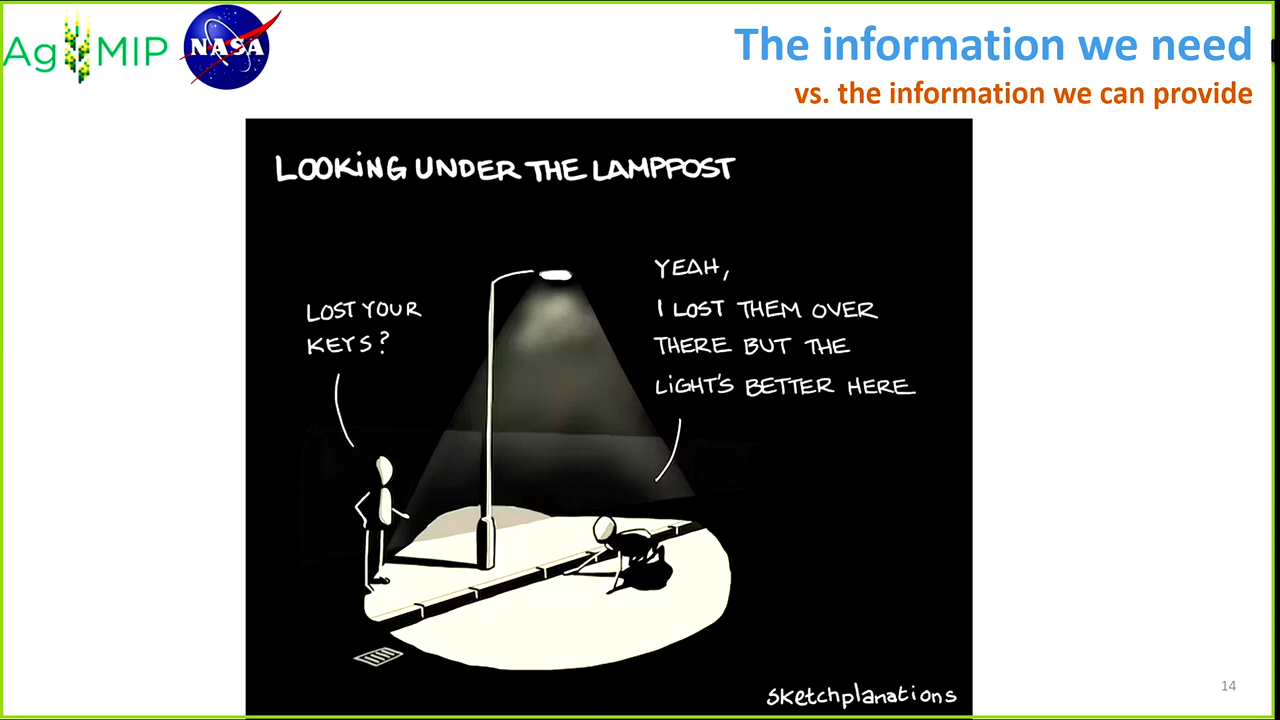 AgMIP
NASA
The information we need
vs. the information we can provide
LOOKING UNDER THE LAMPPOST
LOST YOUR
KEYS?
YEAH,
I LOST THEM OVER
THERE BUT THE
LIGHT'S BETTER HERE
sketchplanations
14